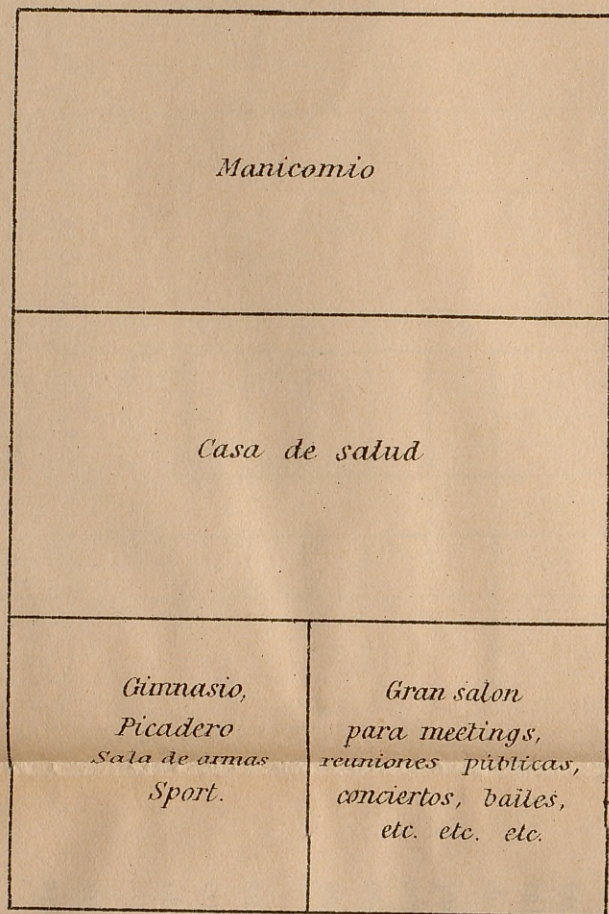 Manicomio
Casa de salud
Gimnasio,
Picadero
Sala de armas
Sport.
Gran salon
para meetings,
reuniones públicas,
conciertos, bailes,
etc. etc. etc.